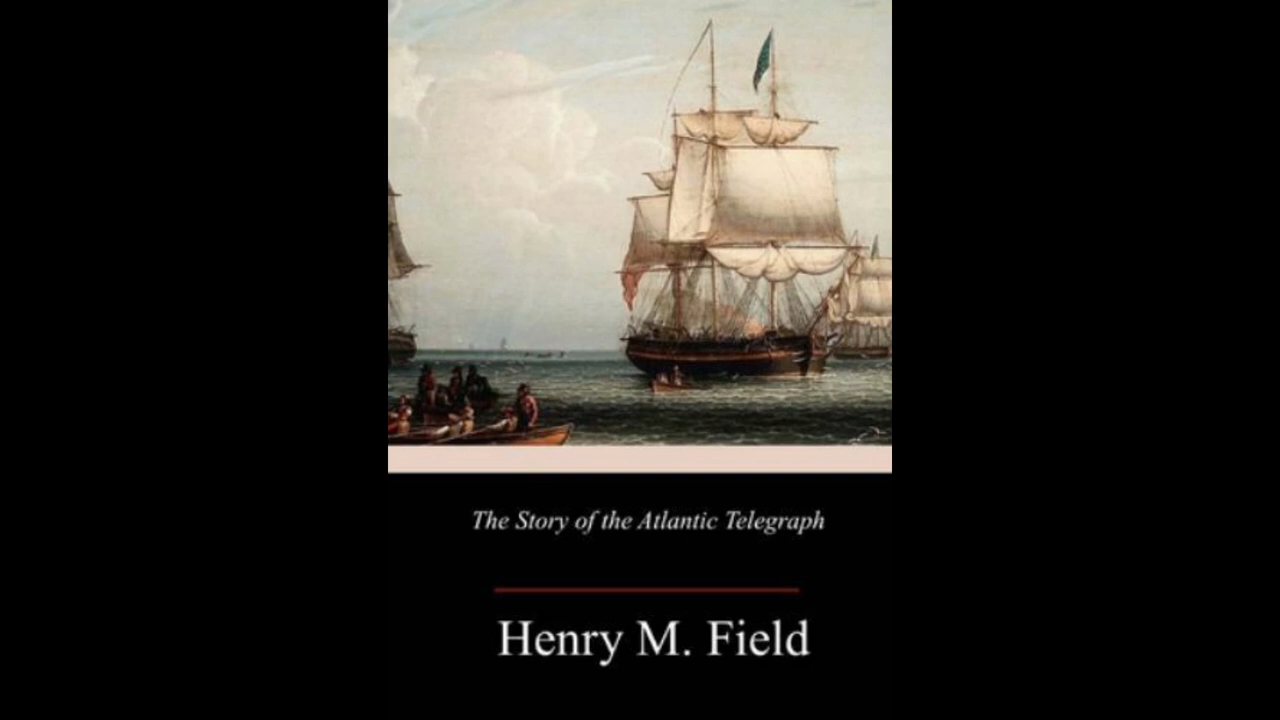 The Story of the Atlantic Telegraph
Henry M. Field